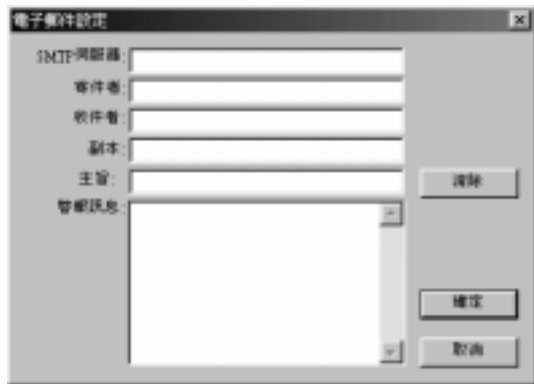 電子郵件設定
SMTP伺服器:
寄件者:
收件者:
副本:
主旨:
清除
警報訊息:
確定
取消